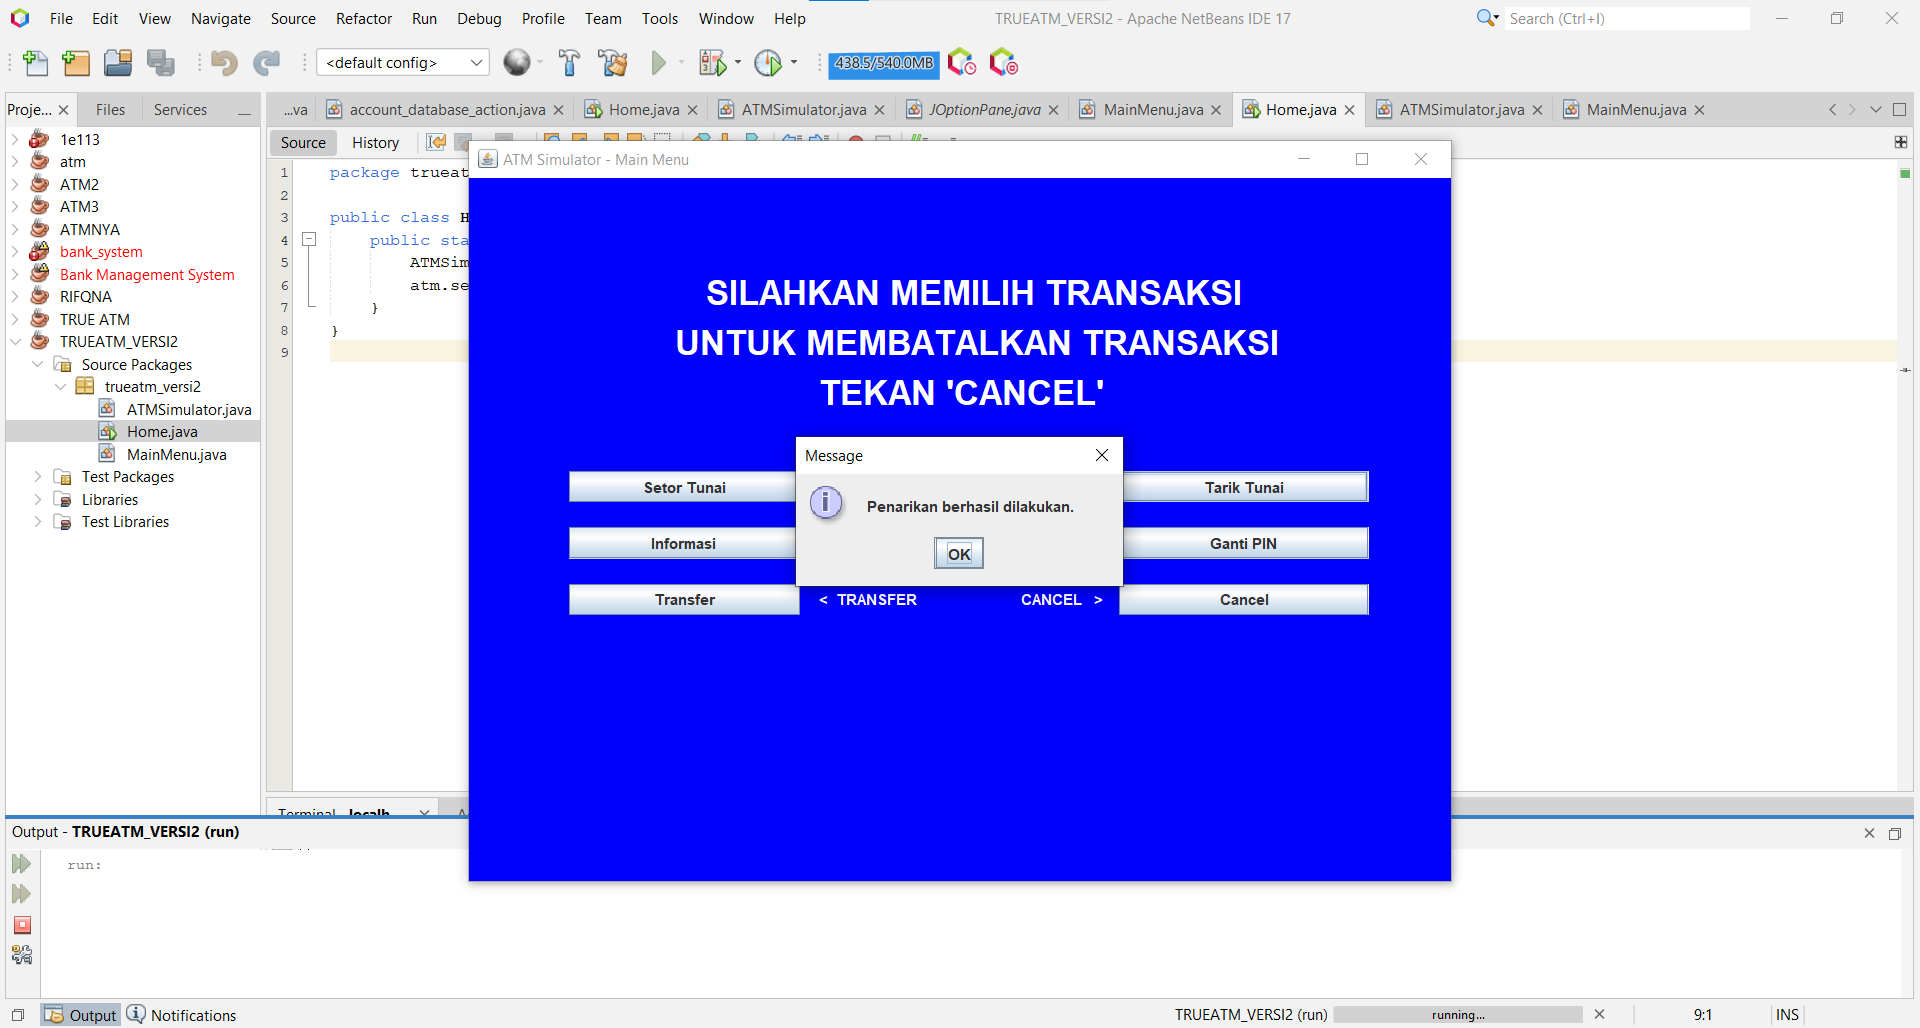 File Edit View Navigate Source Refactor Run Debug Profile Team Tools Window Help
TRUEATM_VERSI2 - Apache NetBeans IDE 17
Search (Ctrl+I)
<default config>
438.5/540.0MB
Proje...
Files
Services
...va
account_database_action.java
Home.java
ATMSimulator.java
JOptionPane.java
MainMenu.java
Home.java
ATMSimulator.java
MainMenu.java
1e113
atm
ATM2
ATM3
ATMNYA
bank_system
Bank Management System
RIFQNA
TRUE ATM
TRUEATM_VERSI2
Source Packages
trueatm_versi2
ATMSimulator.java
Home.java
MainMenu.java
Test Packages
Libraries
Test Libraries
Source
History
1 package trueat
2
3 public class H
4 public sta
5 ATMSim
6 atm.se
7 }
8 }
9
ATM Simulator - Main Menu
SILAHKAN MEMILIH TRANSAKSI
UNTUK MEMBATALKAN TRANSAKSI
TEKAN 'CANCEL'
Message
Penarikan berhasil dilakukan.
OK
Setor Tunai
Tarik Tunai
Informasi
Ganti PIN
Transfer
< TRANSFER
CANCEL >
Cancel
Terminal - localh
Output - TRUEATM_VERSI2 (run)
run:
Output
Notifications
TRUEATM_VERSI2 (run)
running...
9:1
INS